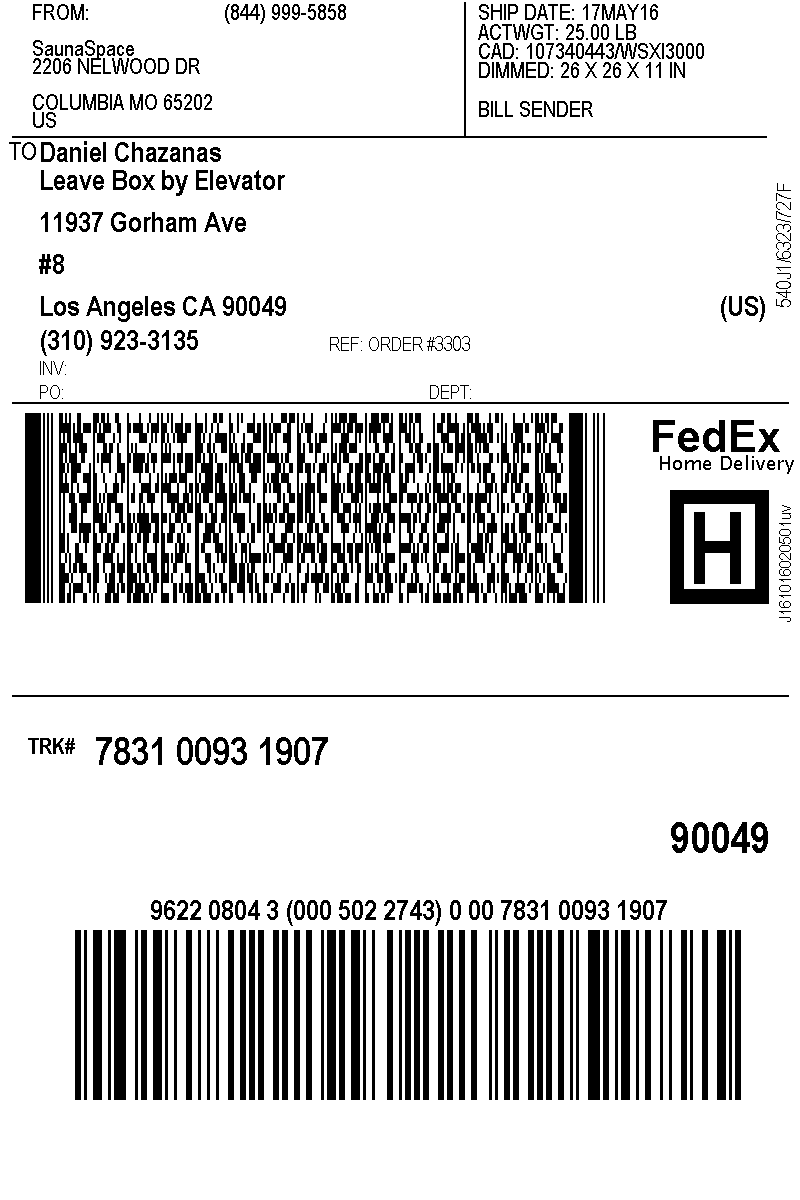 FROM: (844) 999-5858
SaunaSpace
2206 NELWOOD DR
COLUMBIA MO 65202
US
SHIP DATE: 17MAY16
ACTWGT: 25.00 LB
CAD: 107340443/WSXI3000
DIMMED: 26 X 26 X 11 IN
BILL SENDER
TO Daniel Chazanas
Leave Box by Elevator
11937 Gorham Ave
#8
Los Angeles CA 90049 (US)
(310) 923-3135 REF: ORDER #3303
INV:
PO: DEPT:
540J1/6323/727F
FedEx
Home Delivery
H
J161016020501uv
TRK# 7831 0093 1907
90049
9622 0804 3 (000 502 2743) 0 00 7831 0093 1907